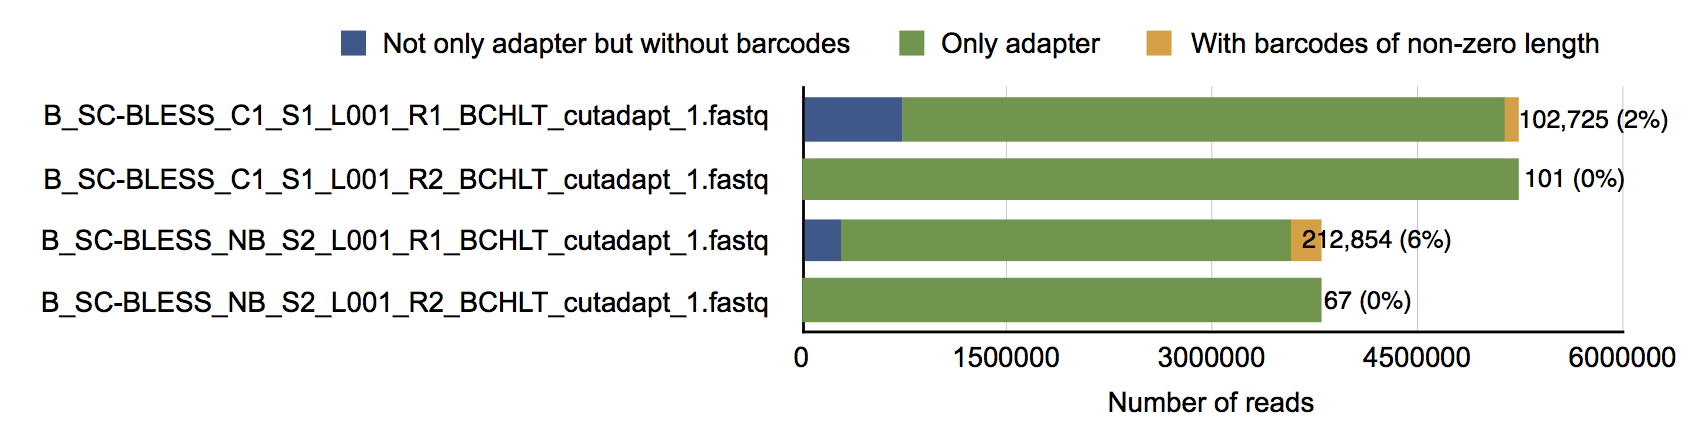 Not only adapter but without barcodes Only adapter With barcodes of non-zero length
B_SC-BLESS_C1_S1_L001_R1_BCHLT_cutadapt_1.fastq 102,725 (2%)
B_SC-BLESS_C1_S1_L001_R2_BCHLT_cutadapt_1.fastq 101 (0%)
B_SC-BLESS_NB_S2_L001_R1_BCHLT_cutadapt_1.fastq 212,854 (6%)
B_SC-BLESS_NB_S2_L001_R2_BCHLT_cutadapt_1.fastq 67 (0%)
0 1500000 3000000 4500000 6000000
Number of reads